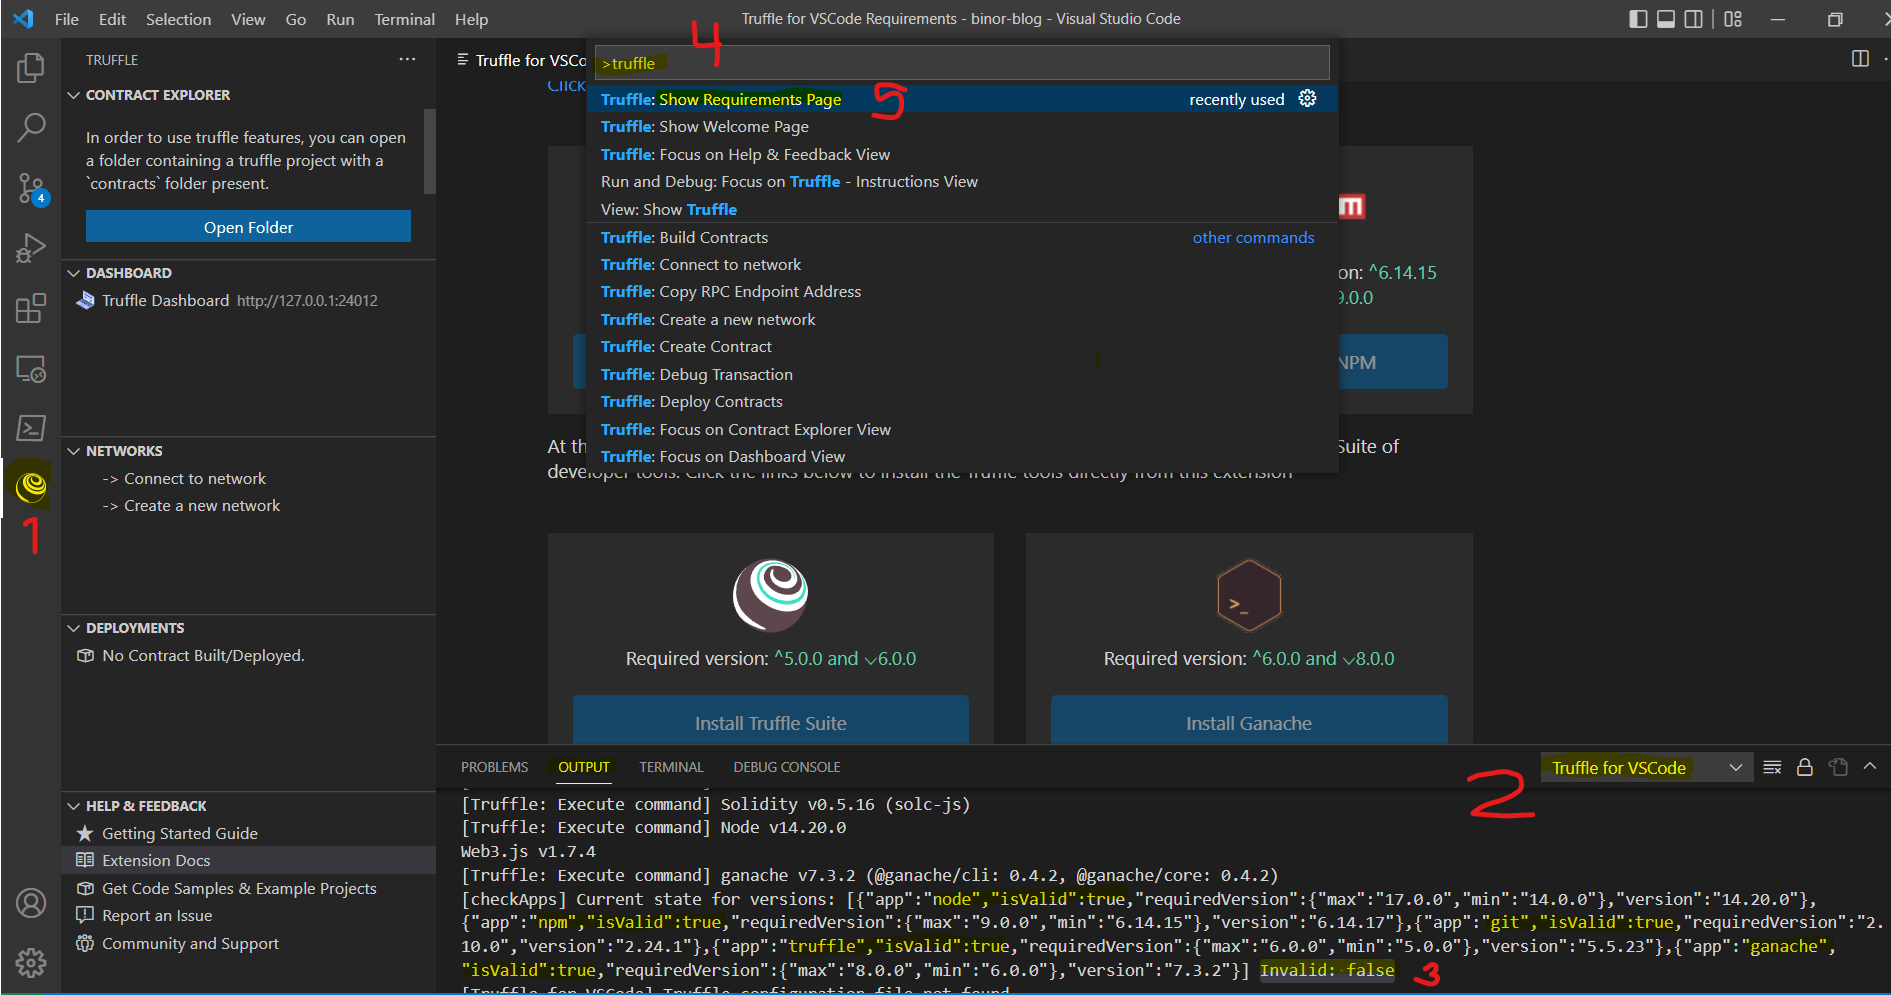 File Edit Selection View Go Run Terminal Help
Truffle for VSCode Requirements - binor-blog - Visual Studio Code
TRUFFLE
CONTRACT EXPLORER
In order to use truffle features, you can open
a folder containing a truffle project with a
`contracts` folder present.
Open Folder
DASHBOARD
Truffle Dashboard http://127.0.0.1:24012
NETWORKS
-> Connect to network
-> Create a new network
DEPLOYMENTS
No Contract Built/Deployed.
HELP & FEEDBACK
Getting Started Guide
Extension Docs
Get Code Samples & Example Projects
Report an Issue
Community and Support
4
1
Truffle for VSCo
4
>truffle
Click
Truffle: Show Requirements Page 5 recently used
Truffle: Show Welcome Page
Truffle: Focus on Help & Feedback View
Run and Debug: Focus on Truffle - Instructions View
View: Show Truffle
Truffle: Build Contracts other commands
Truffle: Connect to network
Truffle: Copy RPC Endpoint Address
Truffle: Create a new network
Truffle: Create Contract
Truffle: Debug Transaction
Truffle: Deploy Contracts
Truffle: Focus on Contract Explorer View
Truffle: Focus on Dashboard View
m
on: ^6.14.15
9.0.0
NPM
At th Suite of
developer tools. Click the links below to install the Truffle tools directly from this extension
Required version: ^5.0.0 and ⌵6.0.0
Install Truffle Suite
>_
Required version: ^6.0.0 and ⌵8.0.0
Install Ganache
PROBLEMS OUTPUT TERMINAL DEBUG CONSOLE
2 Truffle for VSCode
[Truffle: Execute command] Solidity v0.5.16 (solc-js)
[Truffle: Execute command] Node v14.20.0
Web3.js v1.7.4
[Truffle: Execute command] ganache v7.3.2 (@ganache/cli: 0.4.2, @ganache/core: 0.4.2)
[checkApps] Current state for versions: [{"app":"node","isValid":true,"requiredVersion":{"max":"17.0.0","min":"14.0.0"},"version":"14.20.0"},
{"app":"npm","isValid":true,"requiredVersion":{"max":"9.0.0","min":"6.14.15"},"version":"6.14.17"},{"app":"git","isValid":true,"requiredVersion":"2.
10.0","version":"2.24.1"},{"app":"truffle","isValid":true,"requiredVersion":{"max":"6.0.0","min":"5.0.0"},"version":"5.5.23"},{"app":"ganache",
"isValid":true,"requiredVersion":{"max":"8.0.0","min":"6.0.0"},"version":"7.3.2"}] Invalid: false 3
[Truffle for VSCode] Truffle configuration file not found